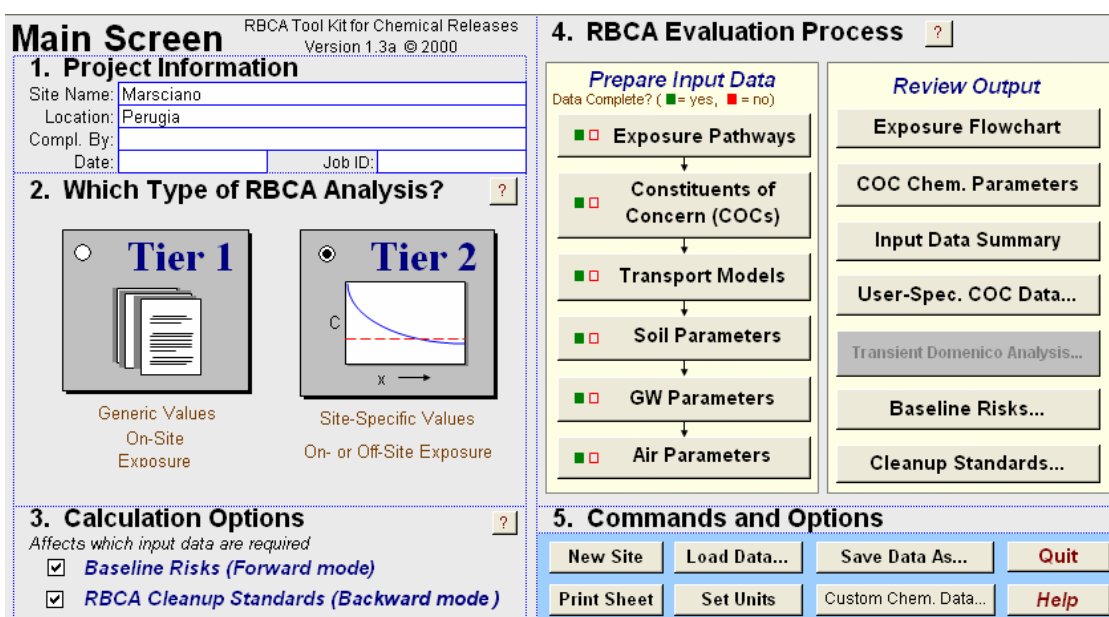 Main Screen
RBCA Tool Kit for Chemical Releases
Version 1.3a © 2000
1. Project Information
Site Name: Marsciano
Location: Perugia
Compl. By:
Date:
Job ID:
2. Which Type of RBCA Analysis?
?
Tier 1
Tier 2
C
x
Generic Values
On-Site
Exposure
Site-Specific Values
On- or Off-Site Exposure
3. Calculation Options
?
Affects which input data are required
Baseline Risks (Forward mode)
RBCA Cleanup Standards (Backward mode)
4. RBCA Evaluation Process
?
Prepare Input Data
Data Complete? ( = yes, = no)
Exposure Pathways
Constituents of
Concern (COCs)
Transport Models
Soil Parameters
GW Parameters
Air Parameters
Review Output
Exposure Flowchart
COC Chem. Parameters
Input Data Summary
User-Spec. COC Data...
Transient Domenico Analysis...
Baseline Risks...
Cleanup Standards...
5. Commands and Options
New Site
Load Data...
Save Data As...
Quit
Print Sheet
Set Units
Custom Chem. Data...
Help